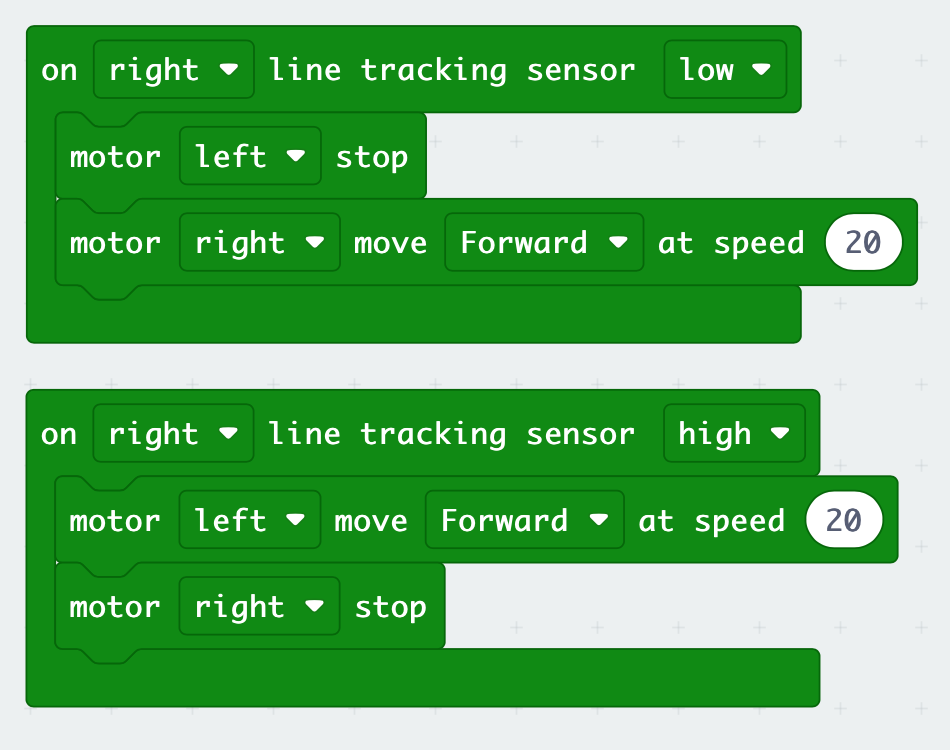 on right line tracking sensor low
motor left stop
motor right move Forward at speed 20
on right line tracking sensor high
motor left move Forward at speed 20
motor right stop